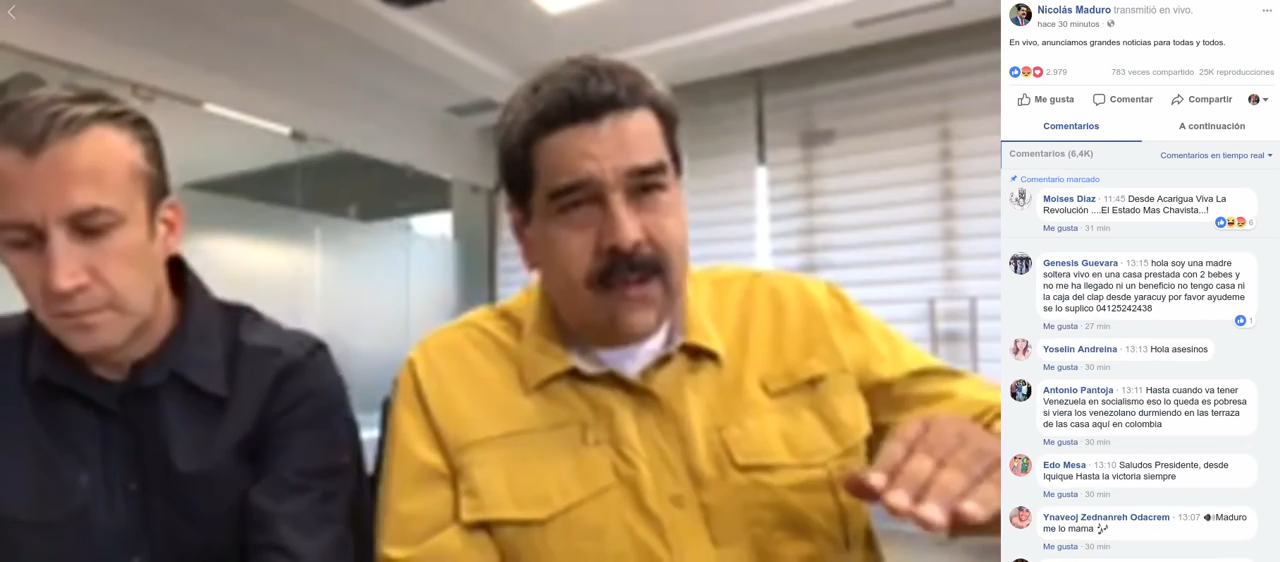 Nicolás Maduro transmitió en vivo.
hace 30 minutos ·
En vivo, anunciamos grandes noticias para todas y todos.
2.979 783 veces compartido 25K reproducciones
Me gusta Comentar Compartir
Comentarios A continuación
Comentarios (6,4K) Comentarios en tiempo real
Comentario marcado
Moises Diaz · 11:45 Desde Acarigua Viva La
Revolución ....El Estado Mas Chavista...!
6
Me gusta · 31 min
Genesis Guevara · 13:15 hola soy una madre
soltera vivo en una casa prestada con 2 bebes y
no me ha llegado ni un beneficio no tengo casa ni
la caja del clap desde yaracuy por favor ayudeme
se lo suplico 04125242438
1
Me gusta · 27 min
Yoselin Andreina · 13:13 Hola asesinos
Me gusta · 30 min
Antonio Pantoja · 13:11 Hasta cuando va tener
Venezuela en socialismo eso lo queda es pobresa
si viera los venezolano durmiendo en las terraza
de las casa aquí en colombia
Me gusta · 30 min
Edo Mesa · 13:10 Saludos Presidente, desde
Iquique Hasta la victoria siempre
Me gusta · 30 min
Ynaveoj Zednanreh Odacrem · 13:07 Maduro
me lo mama
Me gusta · 30 min